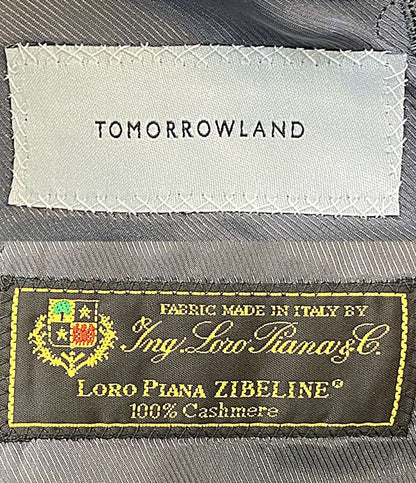 TOMORROWLAND
FABRIC MADE IN ITALY BY
Ing. Loro Piana & C.
LORO PIANA ZIBELINE®
100% Cashmere